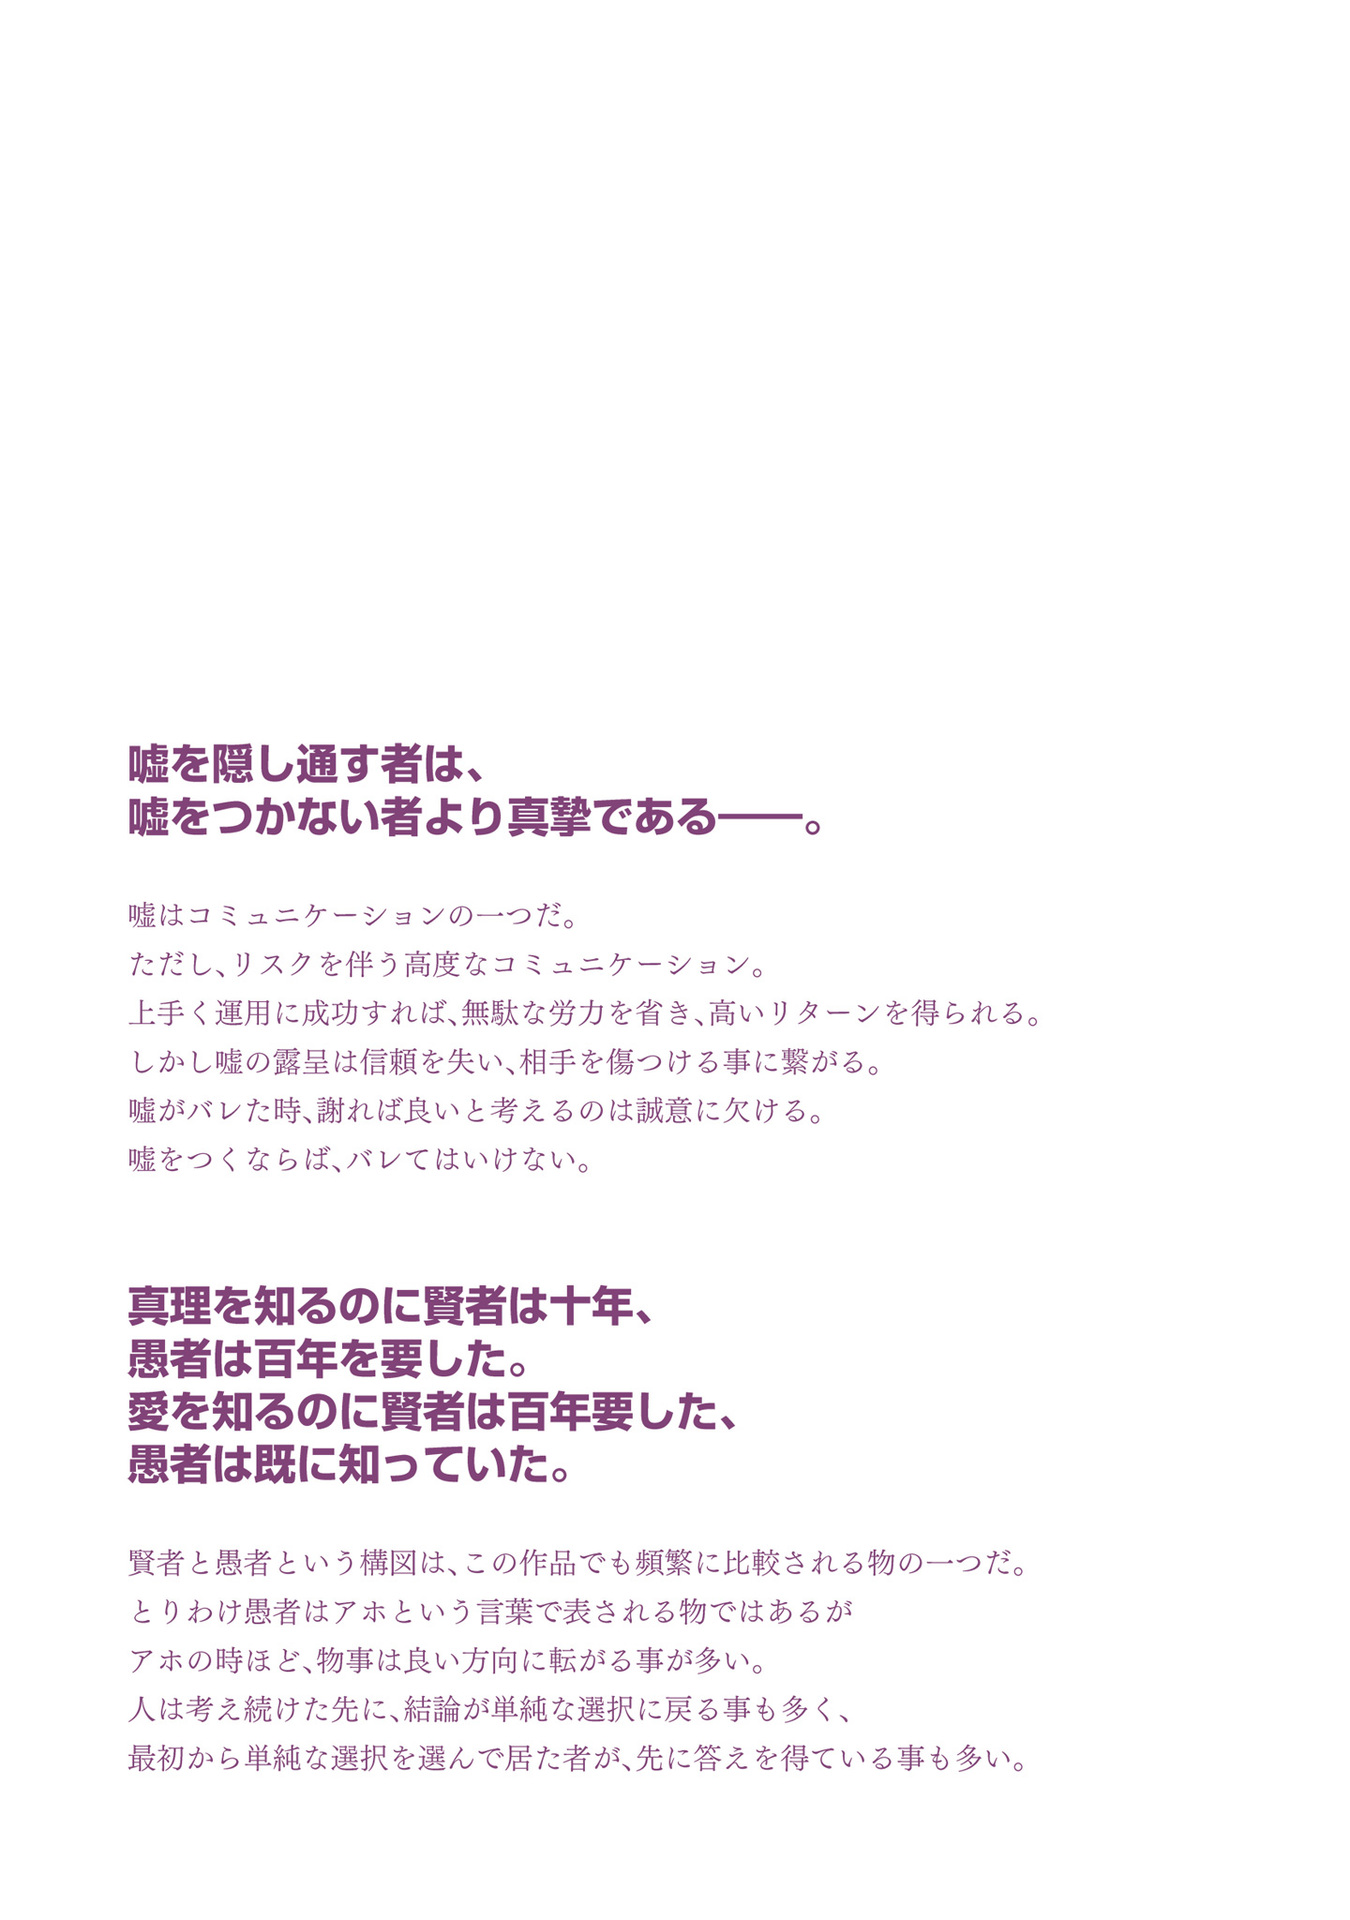 嘘を隠し通す者は、
嘘をつかない者より真摯である――。
嘘はコミュニケーションの一つだ。
ただし、リスクを伴う高度なコミュニケーション。
上手く運用に成功すれば、無駄な労力を省き、高いリターンを得られる。
しかし嘘の露呈は信頼を失い、相手を傷つける事に繋がる。
嘘がバレた時、謝れば良いと考えるのは誠意に欠ける。
嘘をつくならば、バレてはいけない。
真理を知るのに賢者は十年、
愚者は百年を要した。
愛を知るのに賢者は百年要した、
愚者は既に知っていた。
賢者と愚者という構図は、この作品でも頻繁に比較される物の一つだ。
とりわけ愚者はアホという言葉で表される物ではあるが
アホの時ほど、物事は良い方向に転がる事が多い。
人は考え続けた先に、結論が単純な選択に戻る事も多く、
最初から単純な選択を選んで居た者が、先に答えを得ている事も多い。